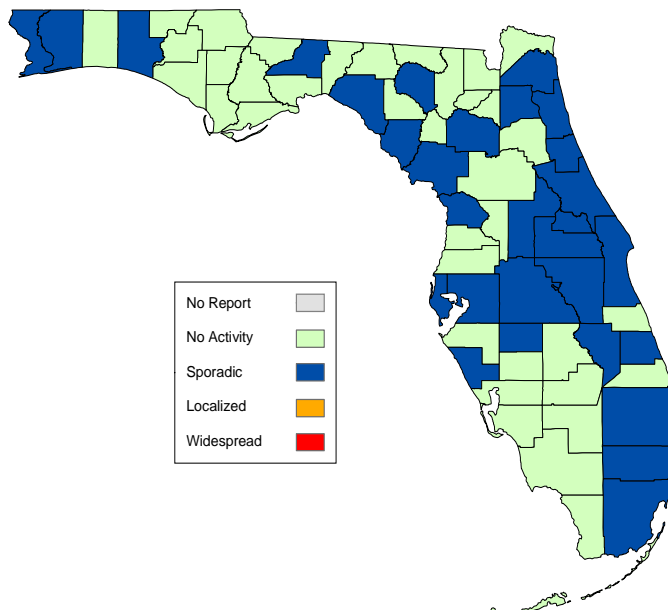 No Report
No Activity
Sporadic
Localized
Widespread